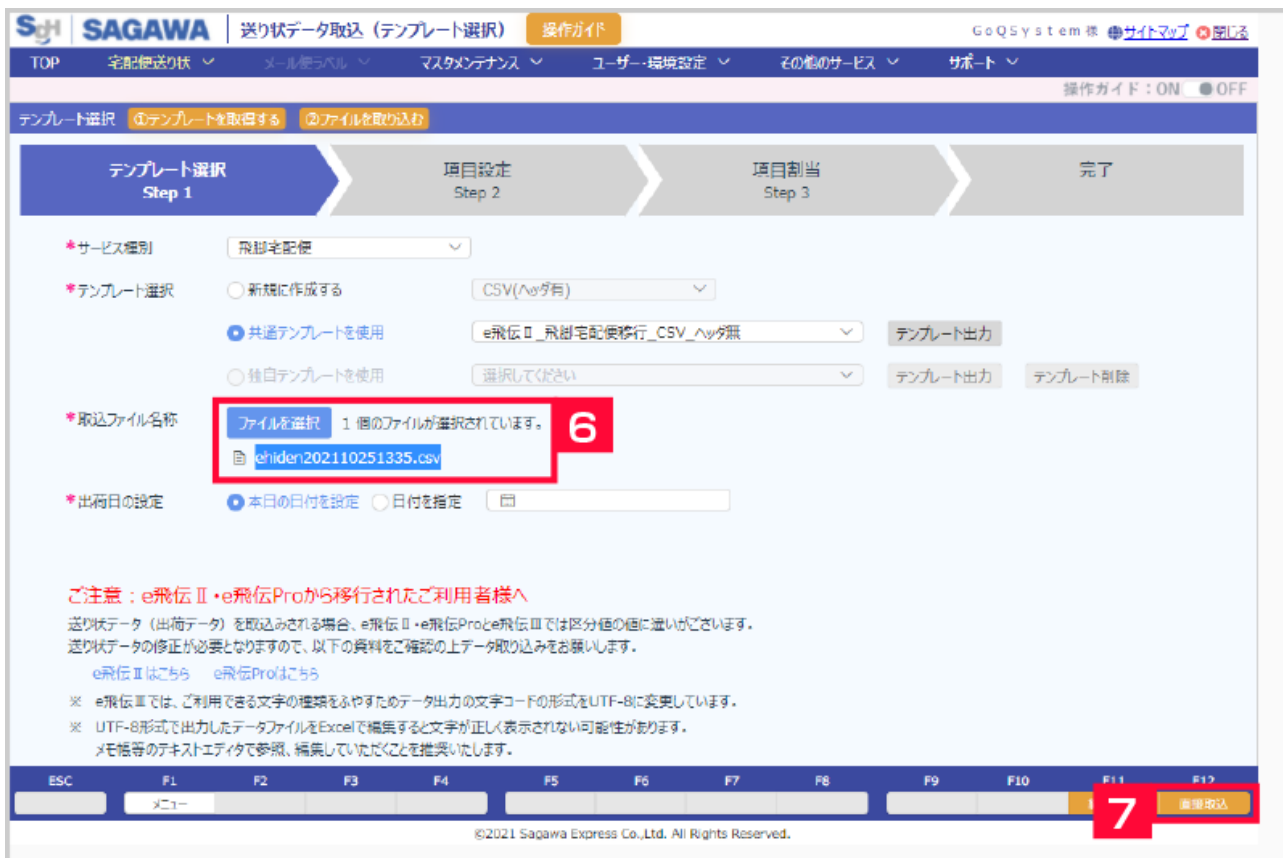 SGH SAGAWA 送り状データ取込（テンプレート選択） 操作ガイド GoQSystem様 サイトマップ 閉じる
TOP 宅配便送り状 メール便ラベル マスタメンテナンス ユーザー・環境設定 その他のサービス サポート
操作ガイド：ON OFF
テンプレート選択 ①テンプレートを取得する ②ファイルを取り込む
テンプレート選択 項目設定 項目割当 完了
Step 1 Step 2 Step 3
*サービス種別 飛脚宅配便
*テンプレート選択 新規に作成する CSV(ヘッダ有)
共通テンプレートを使用 e飛伝Ⅱ_飛脚宅配便移行_CSV_ヘッダ無 テンプレート出力
独自テンプレートを使用 選択してください テンプレート出力 テンプレート削除
*取込ファイル名称 ファイルを選択 1 個のファイルが選択されています。 6
ehiden202110251335.csv
*出荷日の設定 本日の日付を設定 日付を指定
ご注意：e飛伝Ⅱ・e飛伝Proから移行されたご利用者様へ
送り状データ（出荷データ）を取込みされる場合、e飛伝Ⅱ・e飛伝Proとe飛伝Ⅲでは区分値の値に違いがございます。
送り状データの修正が必要となりますので、以下の資料をご確認の上データ取り込みをお願いします。
e飛伝Ⅱはこちら e飛伝Proはこちら
※ e飛伝Ⅲでは、ご利用できる文字の種類をふやすためデータ出力の文字コードの形式をUTF-8に変更しています。
※ UTF-8形式で出力したデータファイルをExcelで編集すると文字が正しく表示されない可能性があります。
メモ帳等のテキストエディタで参照、編集していただくことを推奨いたします。
ESC F1 F2 F3 F4 F5 F6 F7 F8 F9 F10 F11 F12
メニュー 7 直接取込
©2021 Sagawa Express Co.,Ltd. All Rights Reserved.